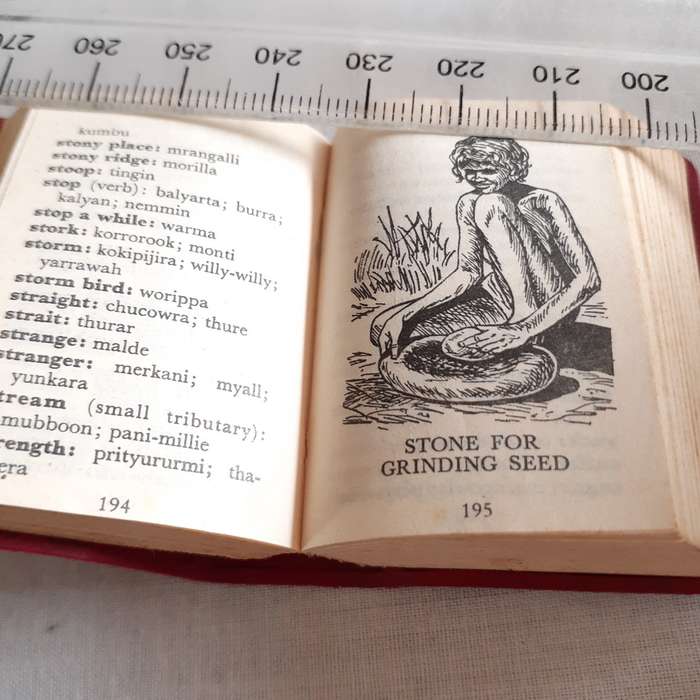 270 260 250 240 230 220 210 200
kumbu
stony place: mrangalli
stony ridge: morilla
stoop: tingin
stop (verb): balyarta; burra;
kalyan; nemmin
stop a while: warma
stork: korrorook; monti
storm: kokipijira; willy-willy;
yarrawah
storm bird: worippa
straight: chucowra; thure
strait: thurar
strange: malde
stranger: merkani; myall;
yunkara
tream (small tributary):
mubboon; pani-millie
rength: prityururmi; tha-
era
194
STONE FOR
GRINDING SEED
195